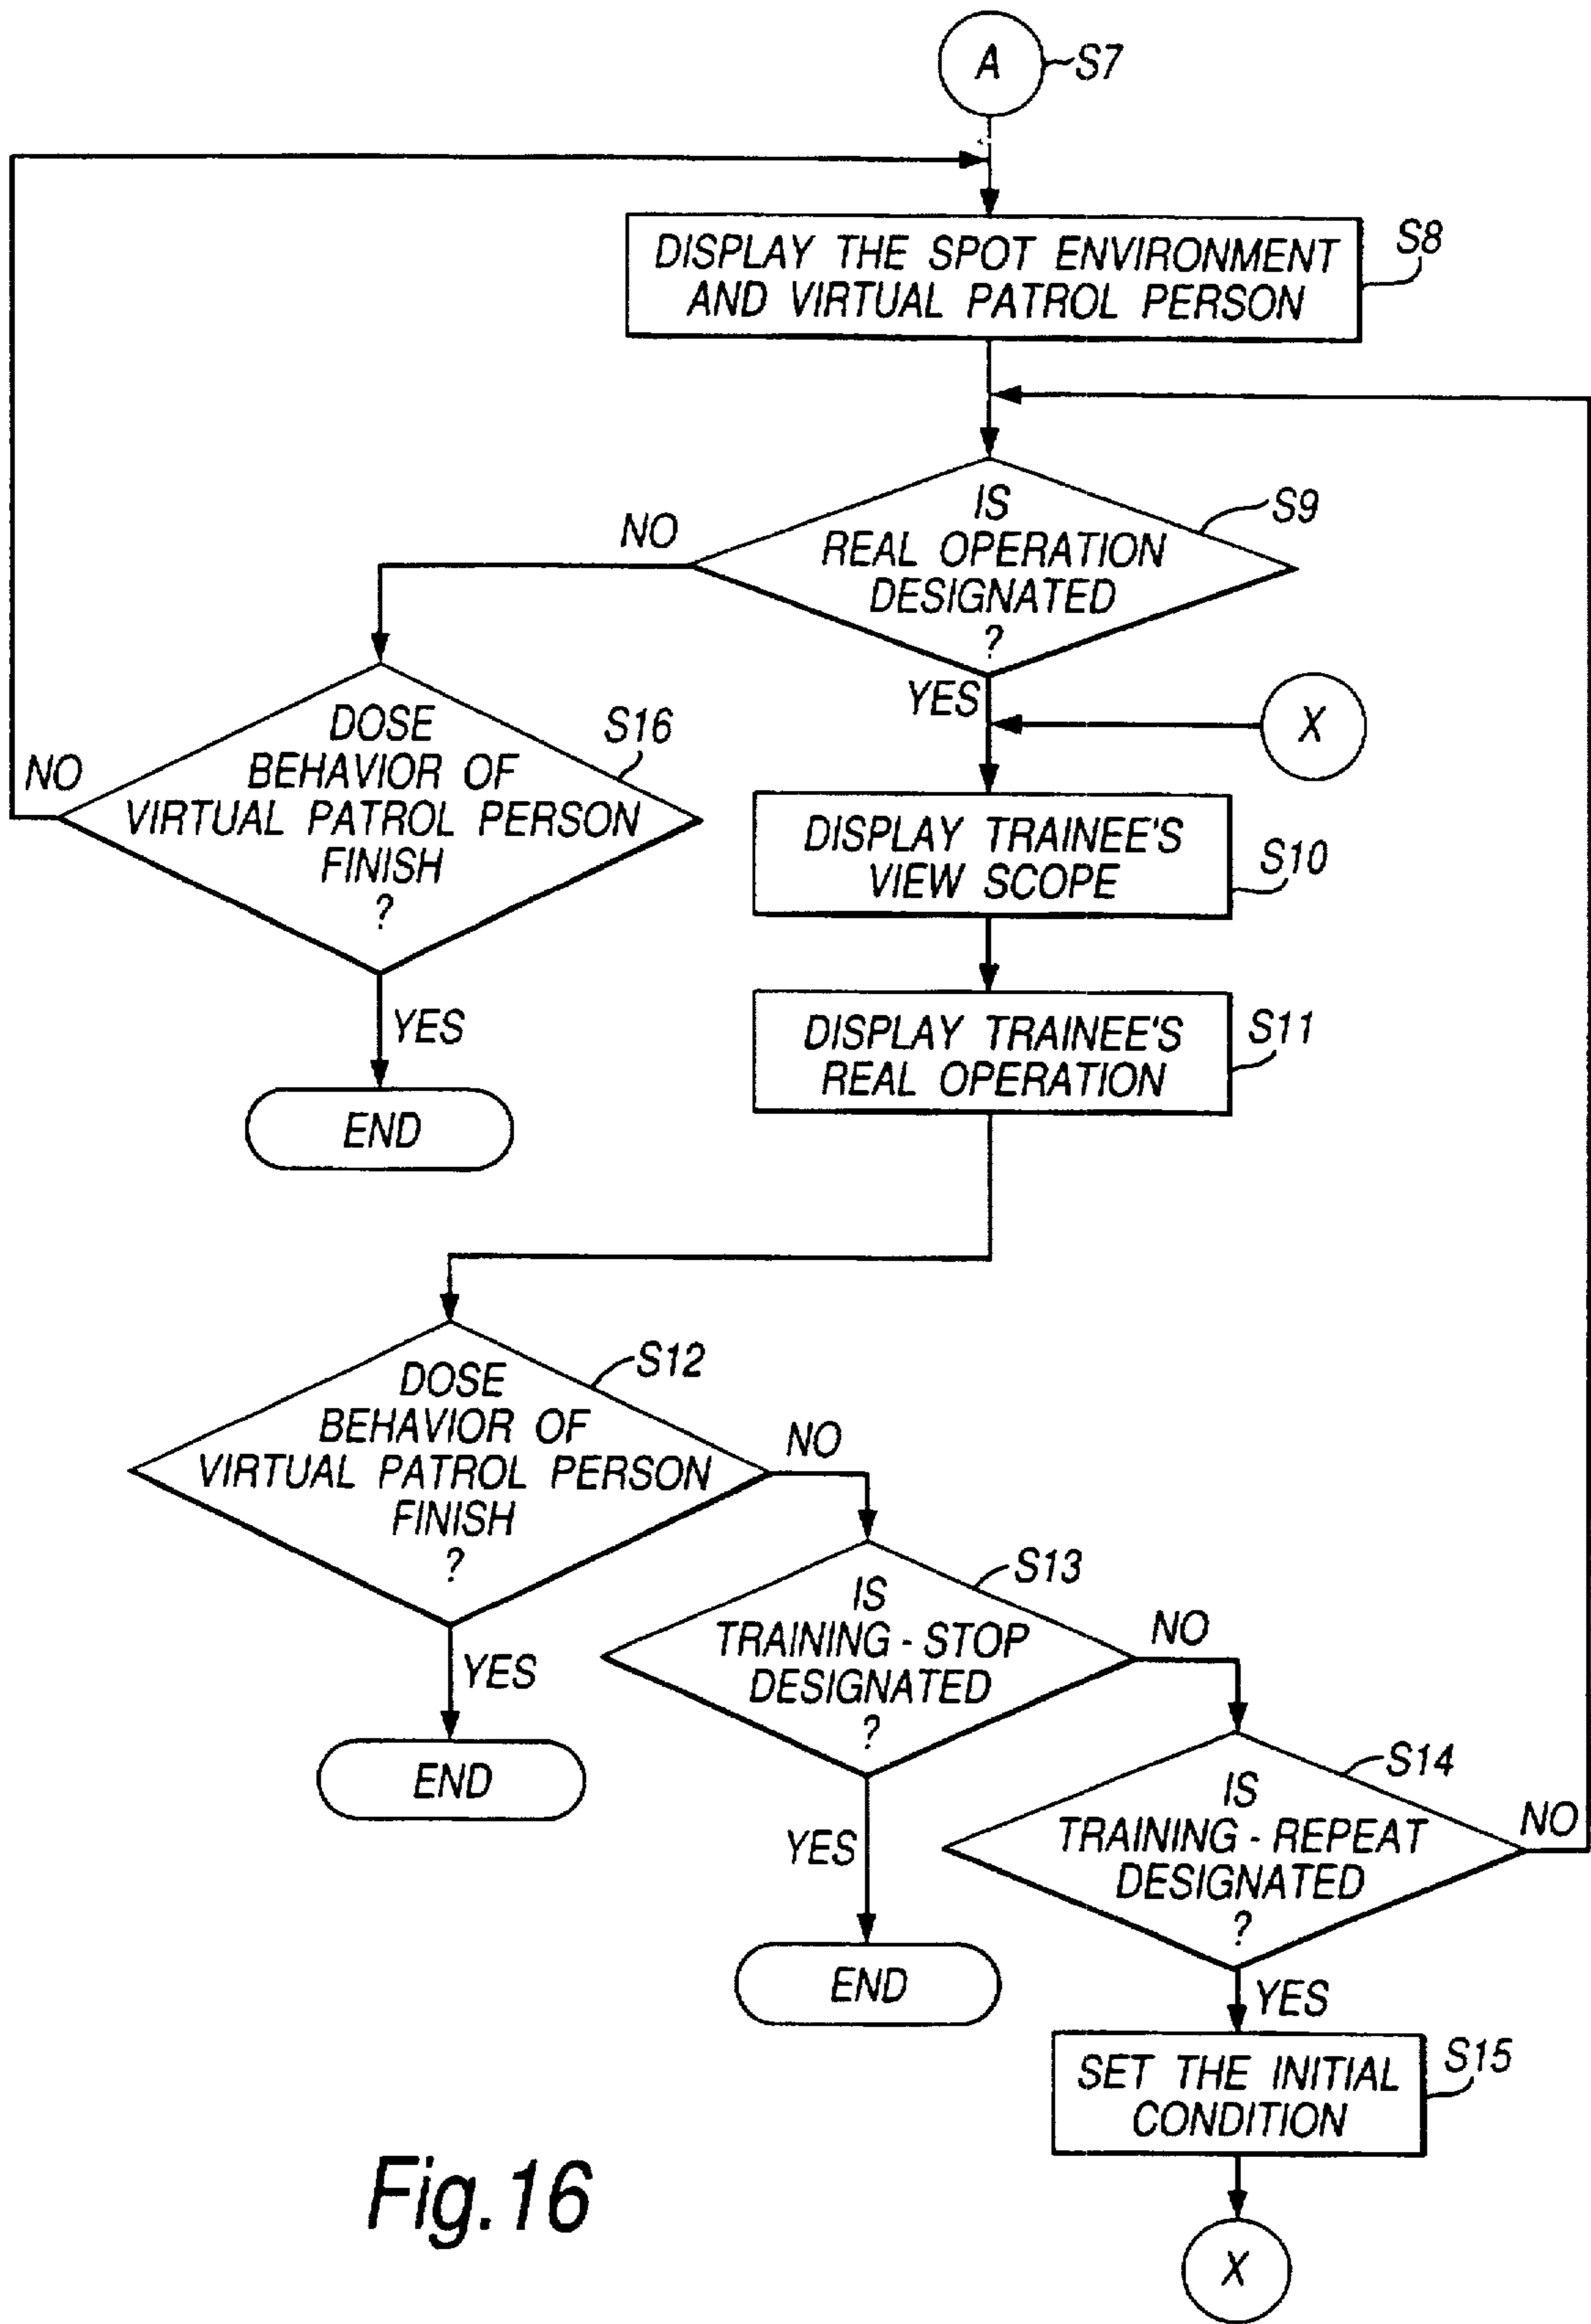 A
S7
DISPLAY THE SPOT ENVIRONMENT
AND VIRTUAL PATROL PERSON
S8
IS
REAL OPERATION
DESIGNATED
?
S9
NO
YES
X
DOSE
BEHAVIOR OF
VIRTUAL PATROL PERSON
FINISH
?
S16
NO
YES
END
DISPLAY TRAINEE'S
VIEW SCOPE
S10
DISPLAY TRAINEE'S
REAL OPERATION
S11
DOSE
BEHAVIOR OF
VIRTUAL PATROL PERSON
FINISH
?
S12
NO
YES
END
IS
TRAINING - STOP
DESIGNATED
?
S13
NO
YES
END
IS
TRAINING - REPEAT
DESIGNATED
?
S14
NO
YES
SET THE INITIAL
CONDITION
S15
X
Fig.16